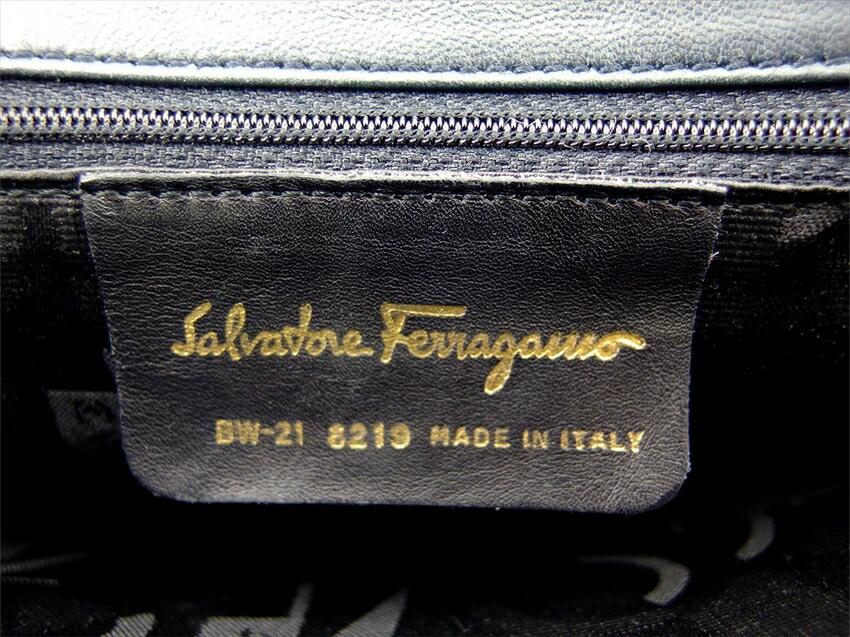 Salvatore Ferragamo
BW-21 8219 MADE IN ITALY